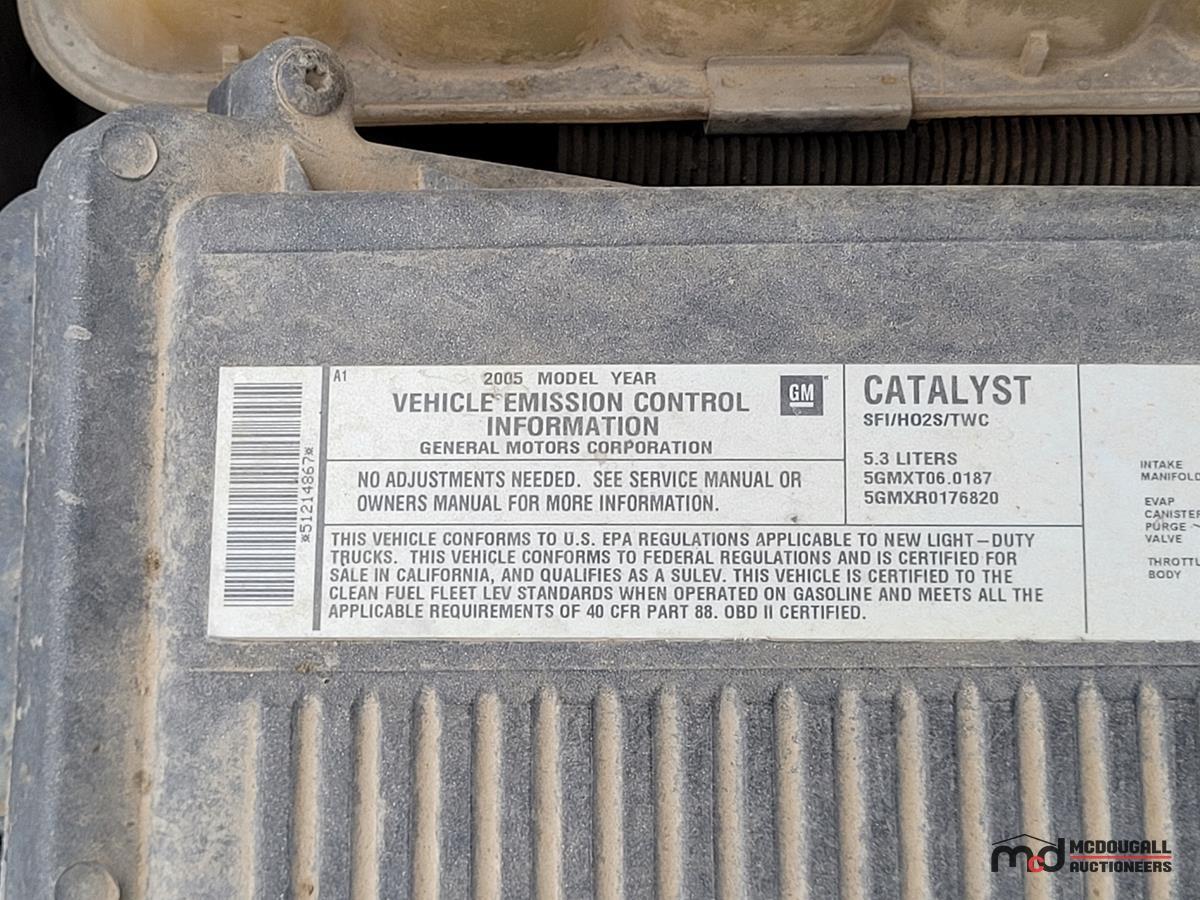 A1
2005 MODEL YEAR
VEHICLE EMISSION CONTROL
INFORMATION
GENERAL MOTORS CORPORATION
GM
NO ADJUSTMENTS NEEDED. SEE SERVICE MANUAL OR
OWNERS MANUAL FOR MORE INFORMATION.
CATALYST
SFI/HO2S/TWC
5.3 LITERS
5GMXT06.0187
5GMXR0176820
*51214867*
THIS VEHICLE CONFORMS TO U.S. EPA REGULATIONS APPLICABLE TO NEW LIGHT-DUTY
TRUCKS. THIS VEHICLE CONFORMS TO FEDERAL REGULATIONS AND IS CERTIFIED FOR
SALE IN CALIFORNIA, AND QUALIFIES AS A SULEV. THIS VEHICLE IS CERTIFIED TO THE
CLEAN FUEL FLEET LEV STANDARDS WHEN OPERATED ON GASOLINE AND MEETS ALL THE
APPLICABLE REQUIREMENTS OF 40 CFR PART 88. OBD II CERTIFIED.
INTAKE
MANIFOLD
EVAP
CANISTER
PURGE
VALVE
THROTTL
BODY
mcd MCDOUGALL
AUCTIONEERS